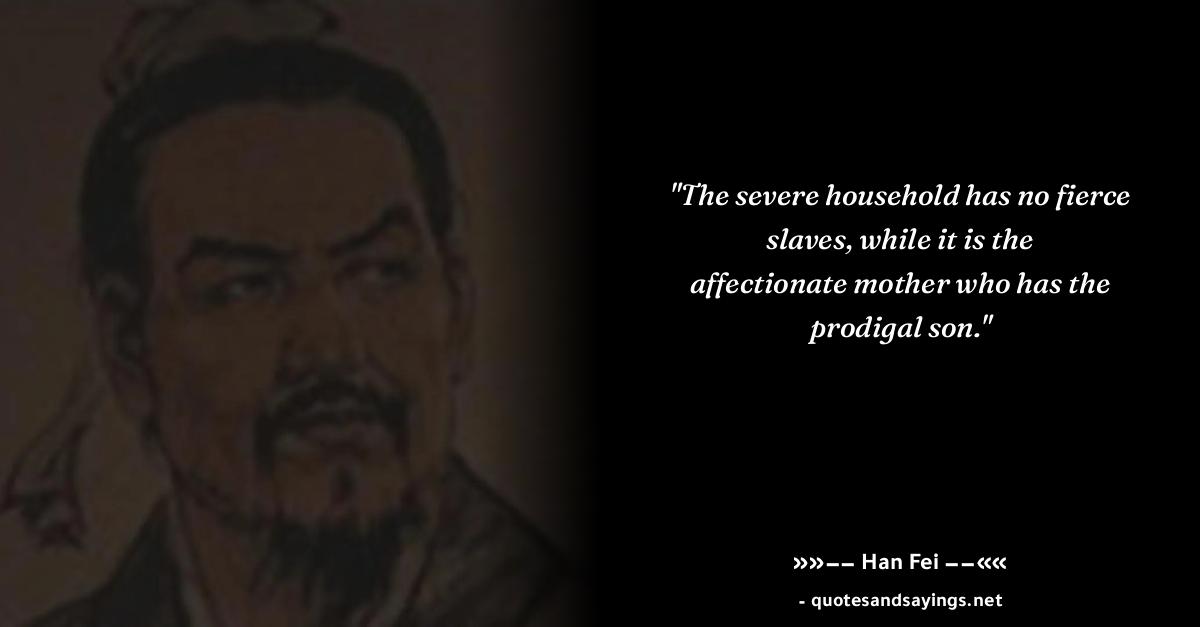 "The severe household has no fierce
slaves, while it is the
affectionate mother who has the
prodigal son."
»»–– Han Fei ––««
- quotesandsayings.net